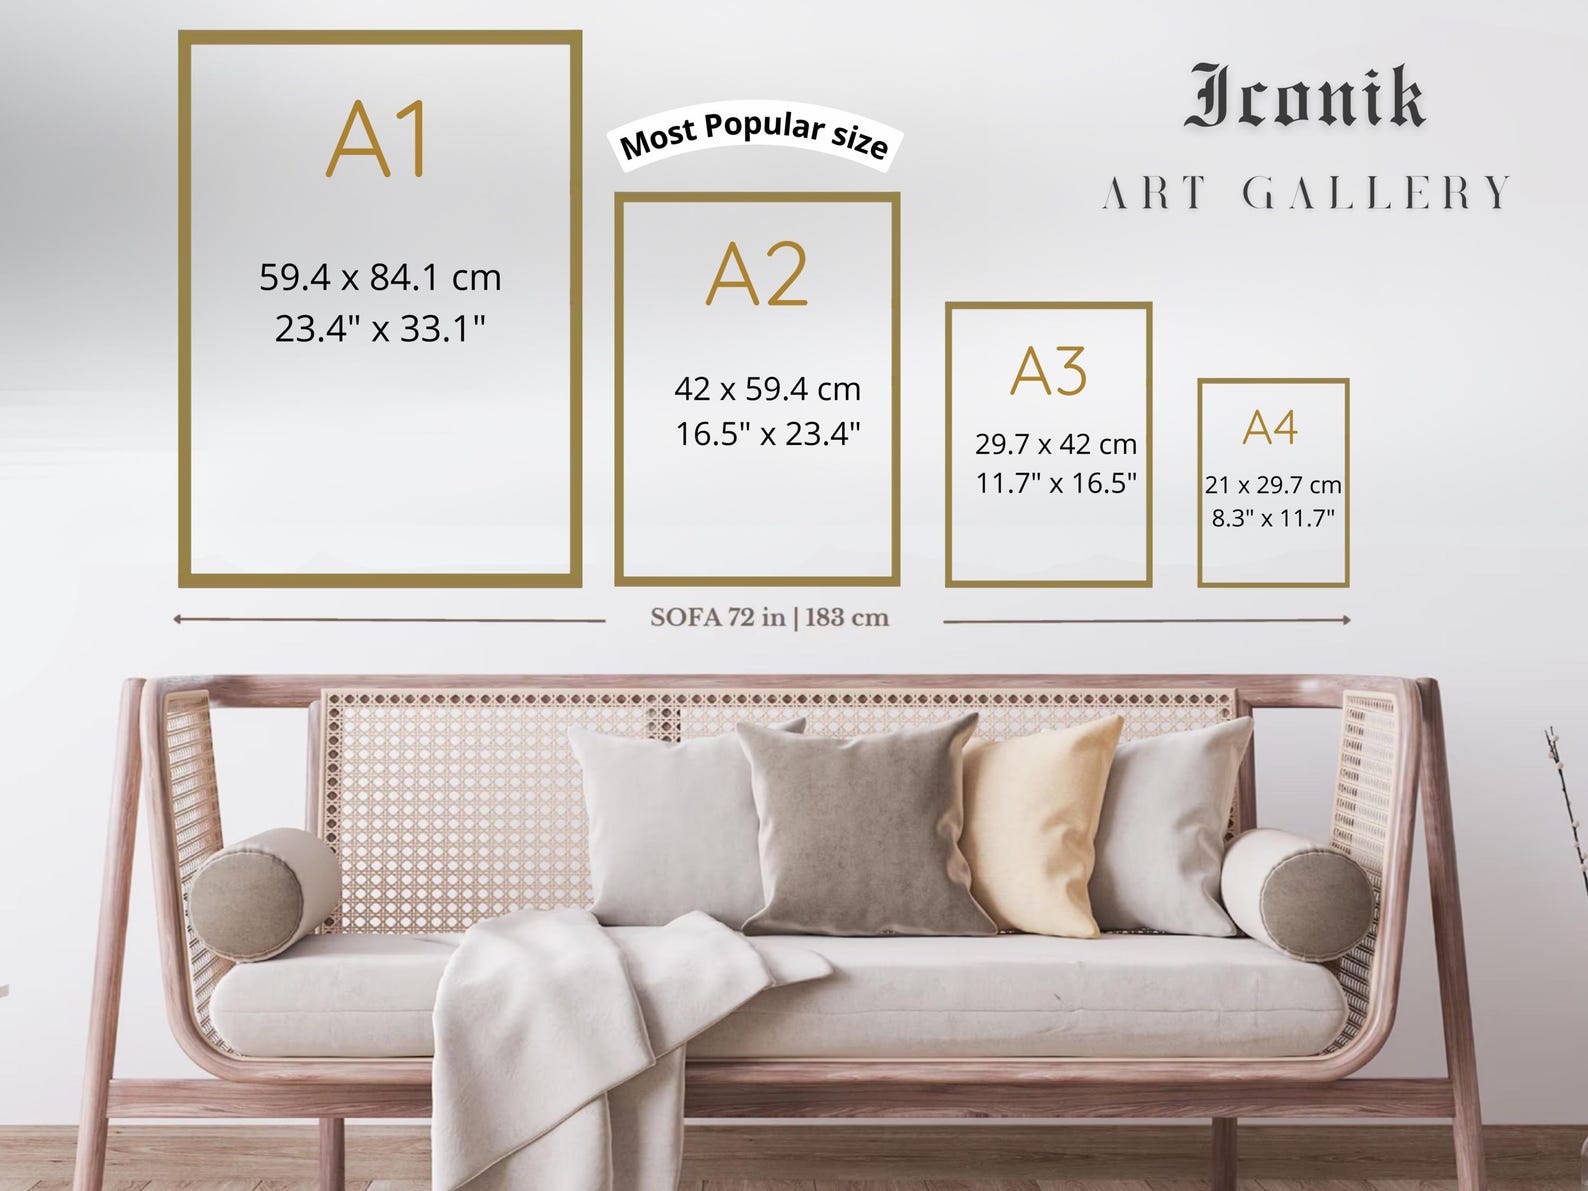 Iconik
ART GALLERY
A1
59.4 x 84.1 cm
23.4" x 33.1"
Most Popular size
A2
42 x 59.4 cm
16.5" x 23.4"
A3
29.7 x 42 cm
11.7" x 16.5"
A4
21 x 29.7 cm
8.3" x 11.7"
SOFA 72 in | 183 cm